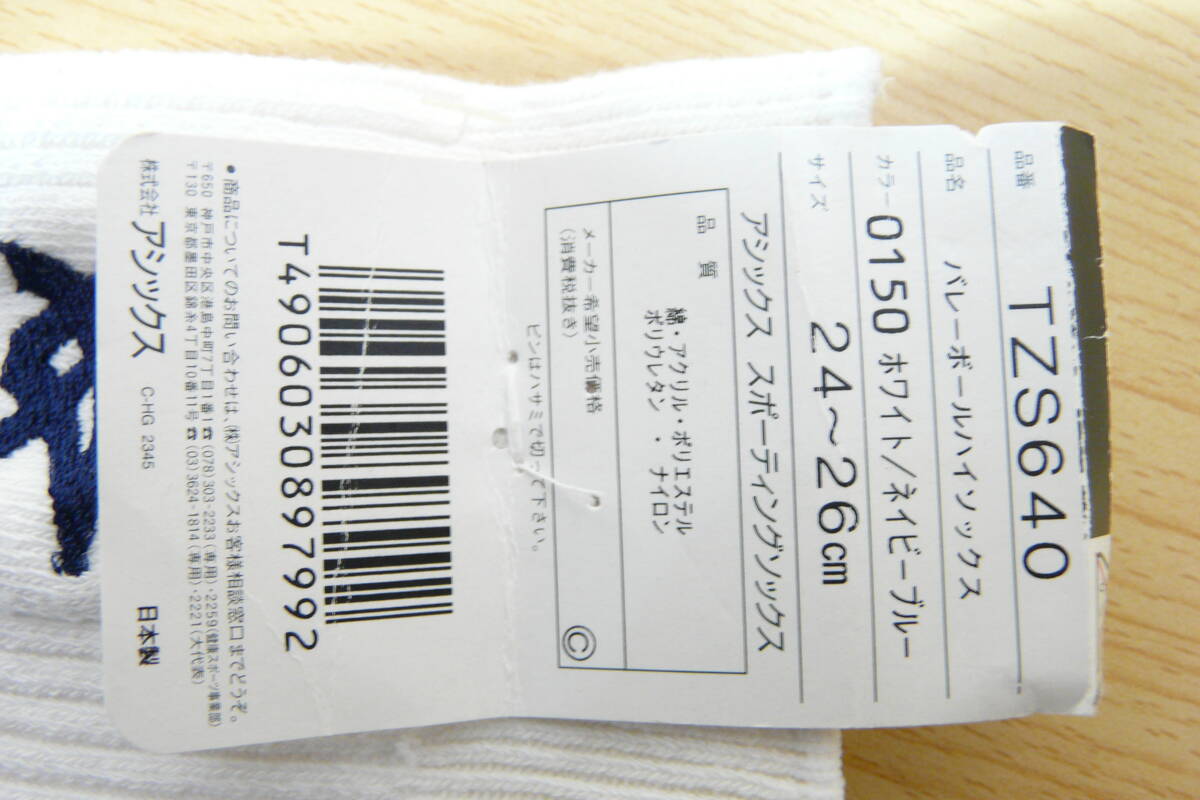 品番 TZS640
品名 バレーボールハイソックス
カラー 0150 ホワイト/ネイビーブルー
サイズ 24～26cm
アシックス スポーティングソックス
品質 綿・アクリル・ポリエステル
ポリウレタン・ナイロン
メーカー希望小売価格
(消費税抜き)
©
ピンはハサミで切って下さい。
T4906030897992
●商品についてのお問い合わせは、(株)アシックスお客様相談窓口までどうぞ。
〒650 神戸市中央区港島中町7丁目1番1☎(078)303-2233(専用)・2259(健康スポーツ事業部)
〒130 東京都墨田区錦糸4丁目10番11号☎(03)3624-1814(専用)・2221(大代表)
株式会社 アシックス C-HG 2345 日本製